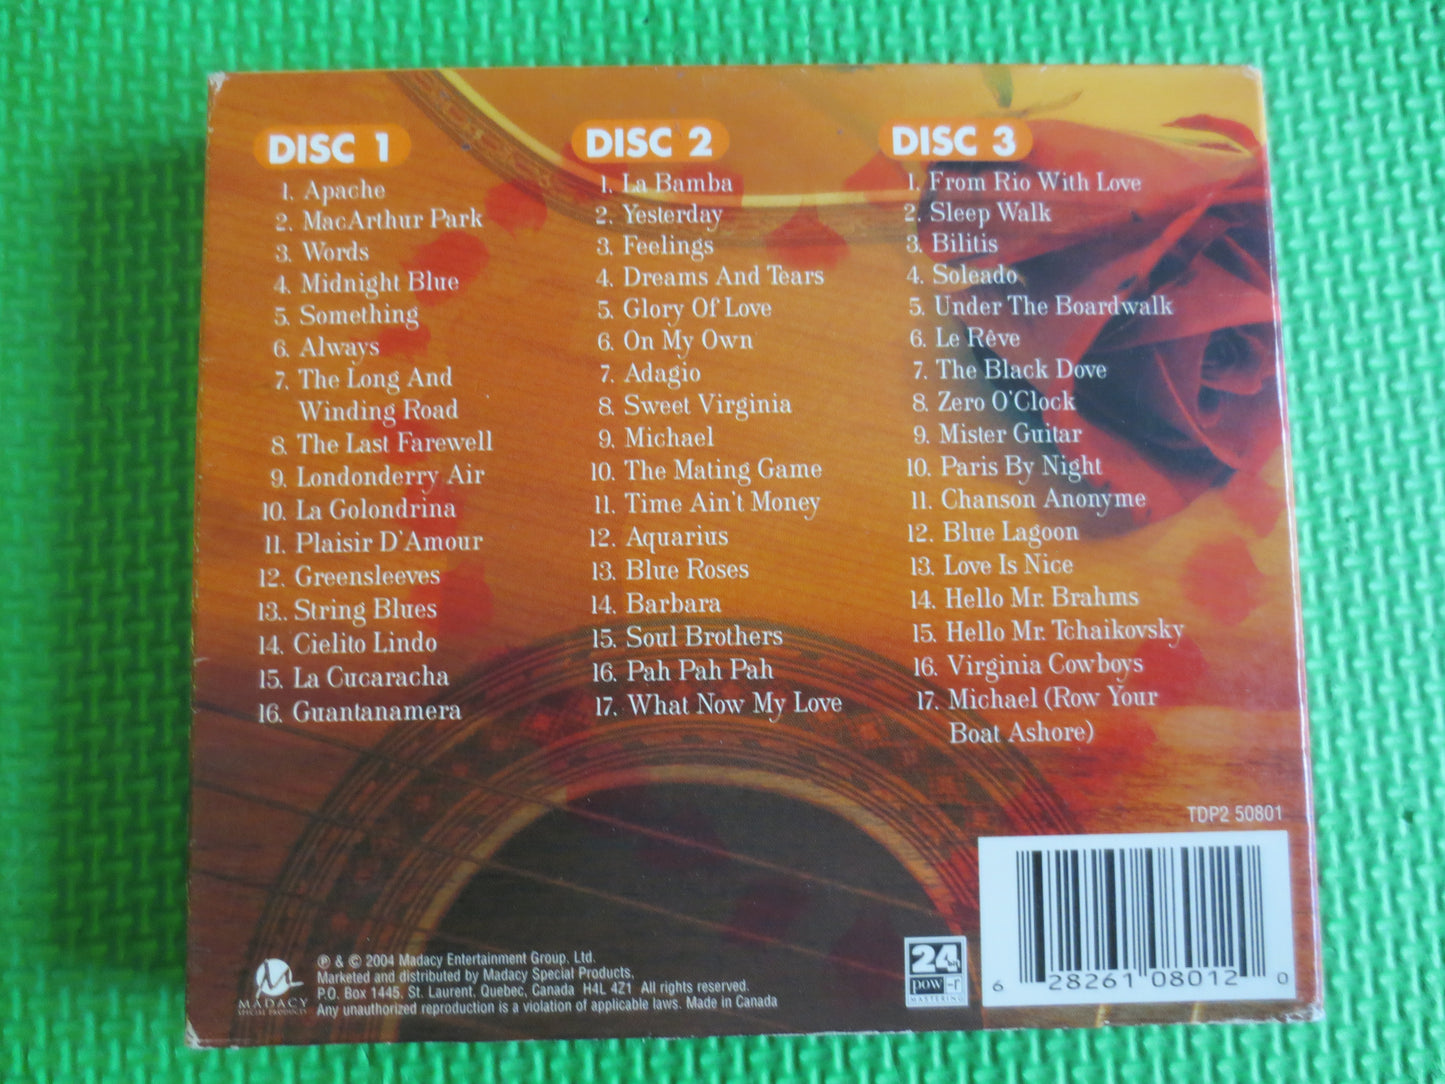 DISC 1
1. Apache
2. MacArthur Park
3. Words
4. Midnight Blue
5. Something
6. Always
7. The Long And
Winding Road
8. The Last Farewell
9. Londonderry Air
10. La Golondrina
11. Plaisir D'Amour
12. Greensleeves
13.. String Blues
14. Cielito Lindo
15. La Cucaracha
16. Guantanamera
DISC 2
1. La Bamba
2. Yesterday
3. Feelings
4. Dreams And Tears
5. Glory Of Love
6. On My Own
7. Adagio
8. Sweet Virginia
9. Michael
10. The Mating Game
11. Time Ain't Money
12. Aquarius
13. Blue Roses
14. Barbara
15. Soul Brothers
16. Pah Pah Pah
17. What Now My Love
DISC 3
1. From Rio With Love
2. Sleep Walk
3. Bilitis
4. Soleado
5. Under The Boardwalk
6. Le Rêve
7. The Black Dove
8. Zero O'Clock
9. Mister Guitar
10. Paris By Night
11. Chanson Anonyme
12. Blue Lagoon
13. Love Is Nice
14. Hello Mr. Brahms
15. Hello Mr. Tchaikovsky
16. Virginia Cowboys
17. Michael (Row Your
Boat Ashore)
TDP2 50801
MADACY
SPECIAL PRODUCTS
℗ & © 2004 Madacy Entertainment Group, Ltd.
Marketed and distributed by Madacy Special Products,
P.O. Box 1445, St. Laurent, Quebec, Canada H4L 4Z1 All rights reserved.
Any unauthorized reproduction is a violation of applicable laws. Made in Canada
24
pow-r
MASTERING
6 28261 08012 0